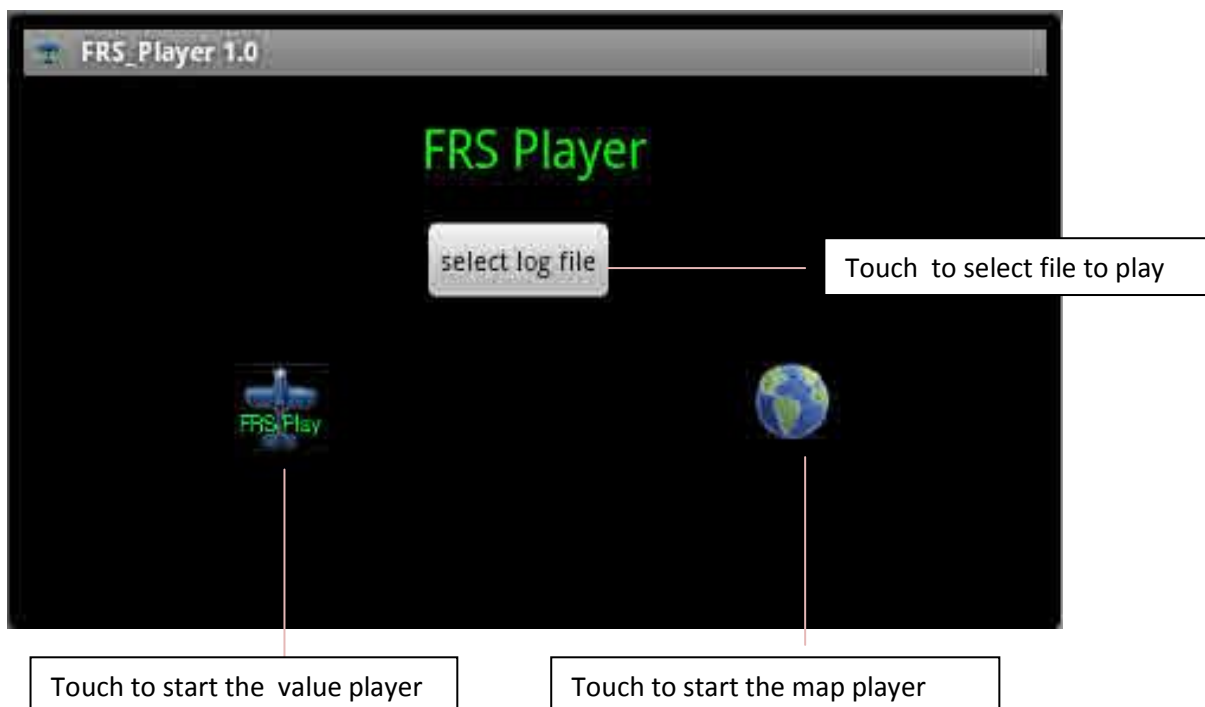 FRS_Player 1.0
FRS Player
select log file
Touch to select file to play
FRS Play
Touch to start the value player
Touch to start the map player